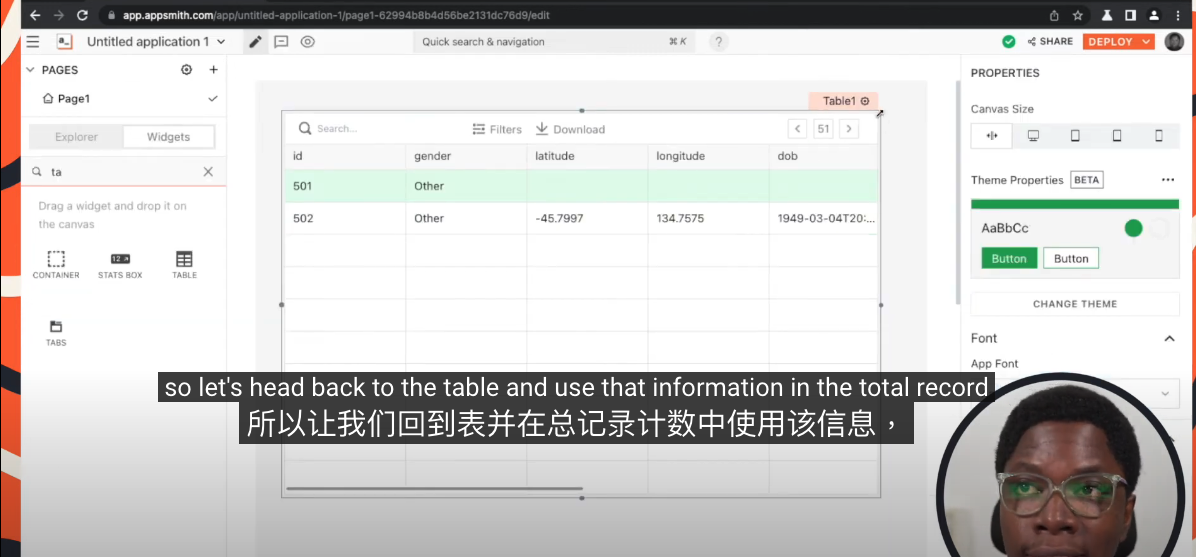 app.appsmith.com/app/untitled-application-1/page1-62994b8b4d56be2131dc76d9/edit
a_
Untitled application 1
Quick search & navigation
⌘ K
?
SHARE
DEPLOY
PAGES
+
Page1
Explorer
Widgets
ta
Drag a widget and drop it on
the canvas
CONTAINER
STATS BOX
TABLE
TABS
Table1
Search...
Filters
Download
51
id gender latitude longitude dob
501 Other
502 Other -45.7997 134.7575 1949-03-04T20:...
PROPERTIES
Canvas Size
Theme Properties BETA
AaBbCc
Button Button
CHANGE THEME
Font
App Font
so let's head back to the table and use that information in the total record
所以让我们回到表并在总记录计数中使用该信息，